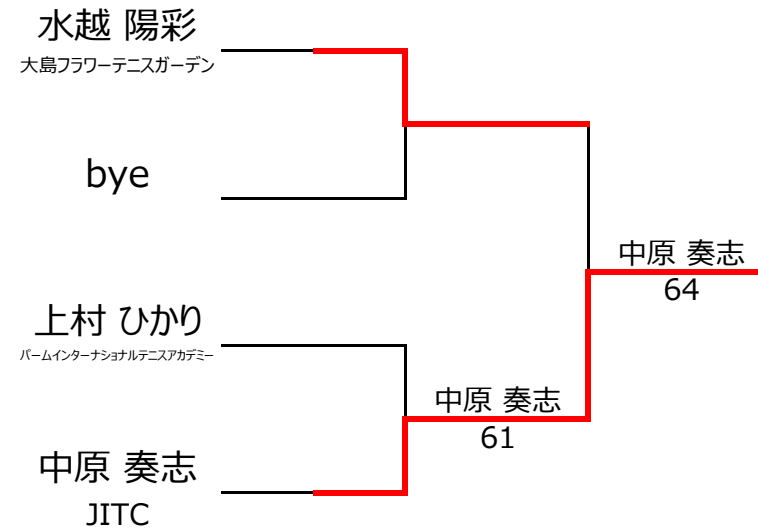 水越 陽彩
大島フラワーテニスガーデン
bye
上村 ひかり
パームインターナショナルテニスアカデミー
中原 奏志
JITC
中原 奏志
61
中原 奏志
64